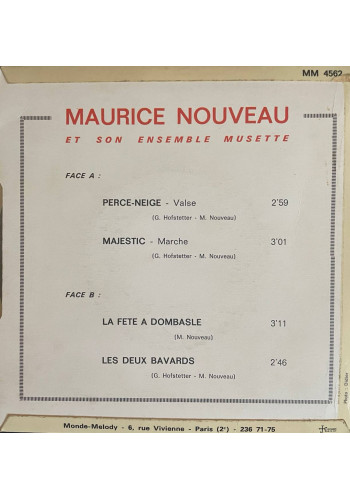 MM 4562
MAURICE NOUVEAU
ET SON ENSEMBLE MUSETTE
FACE A :
PERCE-NEIGE - Valse 2'59
(G. Hofstetter - M. Nouveau)
MAJESTIC - Marche 3'01
(G. Hofstetter - M. Nouveau)
FACE B :
LA FETE A DOMBASLE 3'11
(M. Nouveau)
LES DEUX BAVARDS 2'46
(G. Hofstetter - M. Nouveau)
Monde-Melody - 6, rue Vivienne - Paris (2e) - 236 71-75